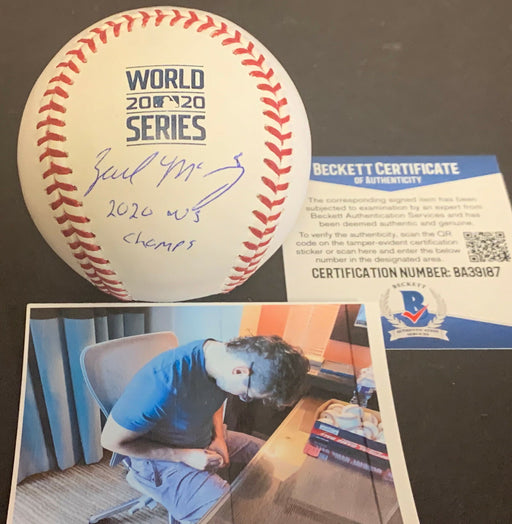 WORLD
2020
SERIES
Zach Mc
2020 WS
Champs
BECKETT CERTIFICATE
OF AUTHENTICITY
The corresponding signed item has been
subjected to examination by an expert from
Beckett Authentication Services and has
been deemed authentic and genuine.
To verify the authenticity, scan the QR
code on the tamper-evident certification
sticker or scan here and enter the below
number in the designated area.
CERTIFICATION NUMBER: BA39187
BECKETT
B